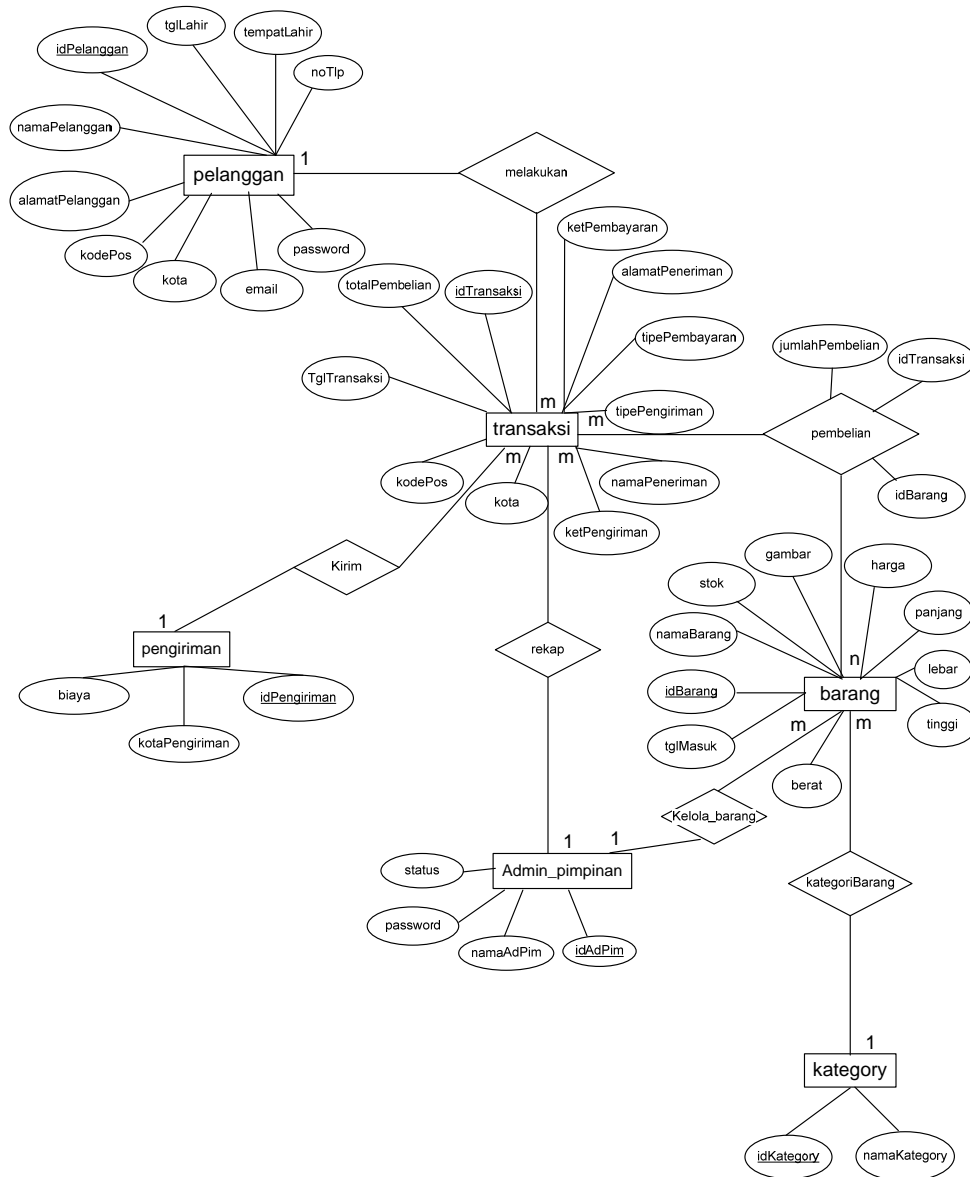 tglLahir
tempatLahir
idPelanggan
noTlp
namaPelanggan
pelanggan
1
melakukan
alamatPelanggan
kodePos
kota
email
password
ketPembayaran
totalPembelian
idTransaksi
alamatPeneriman
tipePembayaran
jumlahPembelian
idTransaksi
TglTransaksi
m
tipePengiriman
m
transaksi
pembelian
m
m
kodePos
kota
namaPeneriman
ketPengiriman
idBarang
Kirim
gambar
harga
stok
panjang
1
namaBarang
pengiriman
rekap
n
lebar
biaya
idPengiriman
idBarang
barang
kotaPengiriman
tglMasuk
m
m
tinggi
berat
Kelola_barang
1
1
status
Admin_pimpinan
kategoriBarang
password
namaAdPim
idAdPim
1
kategory
idKategory
namaKategory